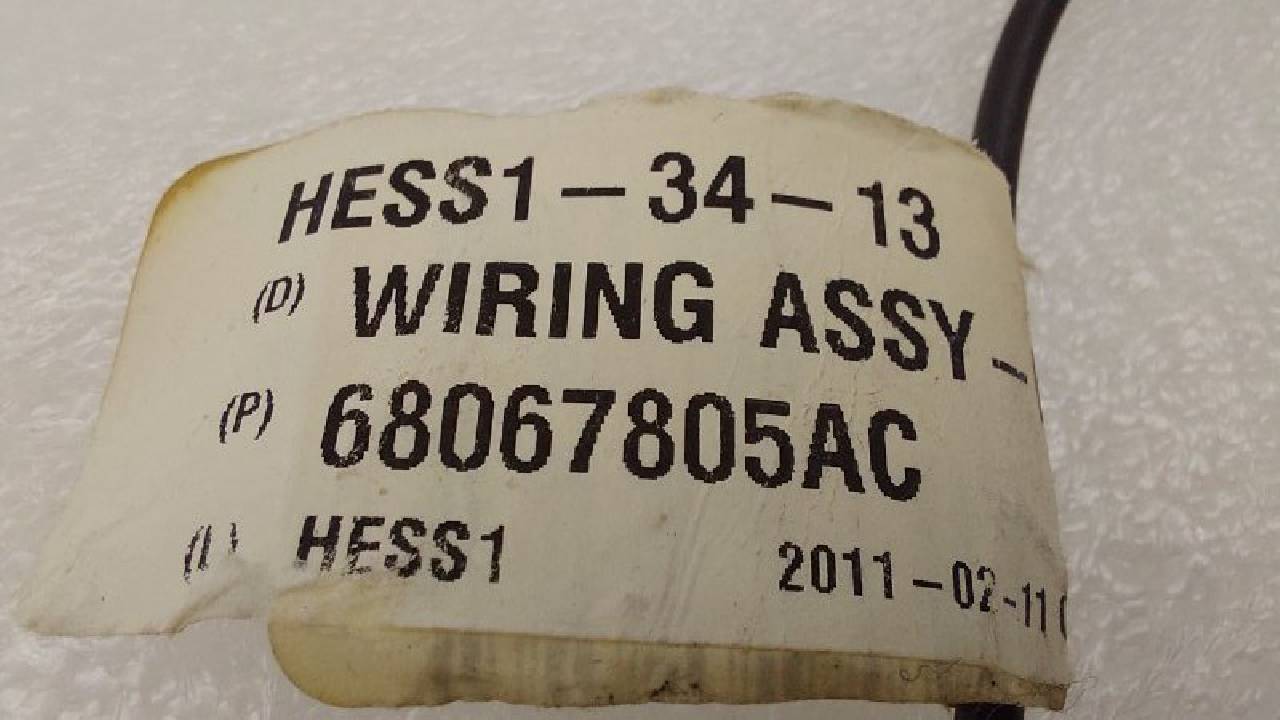 HESS1-34-13
(D) WIRING ASSY-
(P) 68067805AC
HESS1 2011-02-11